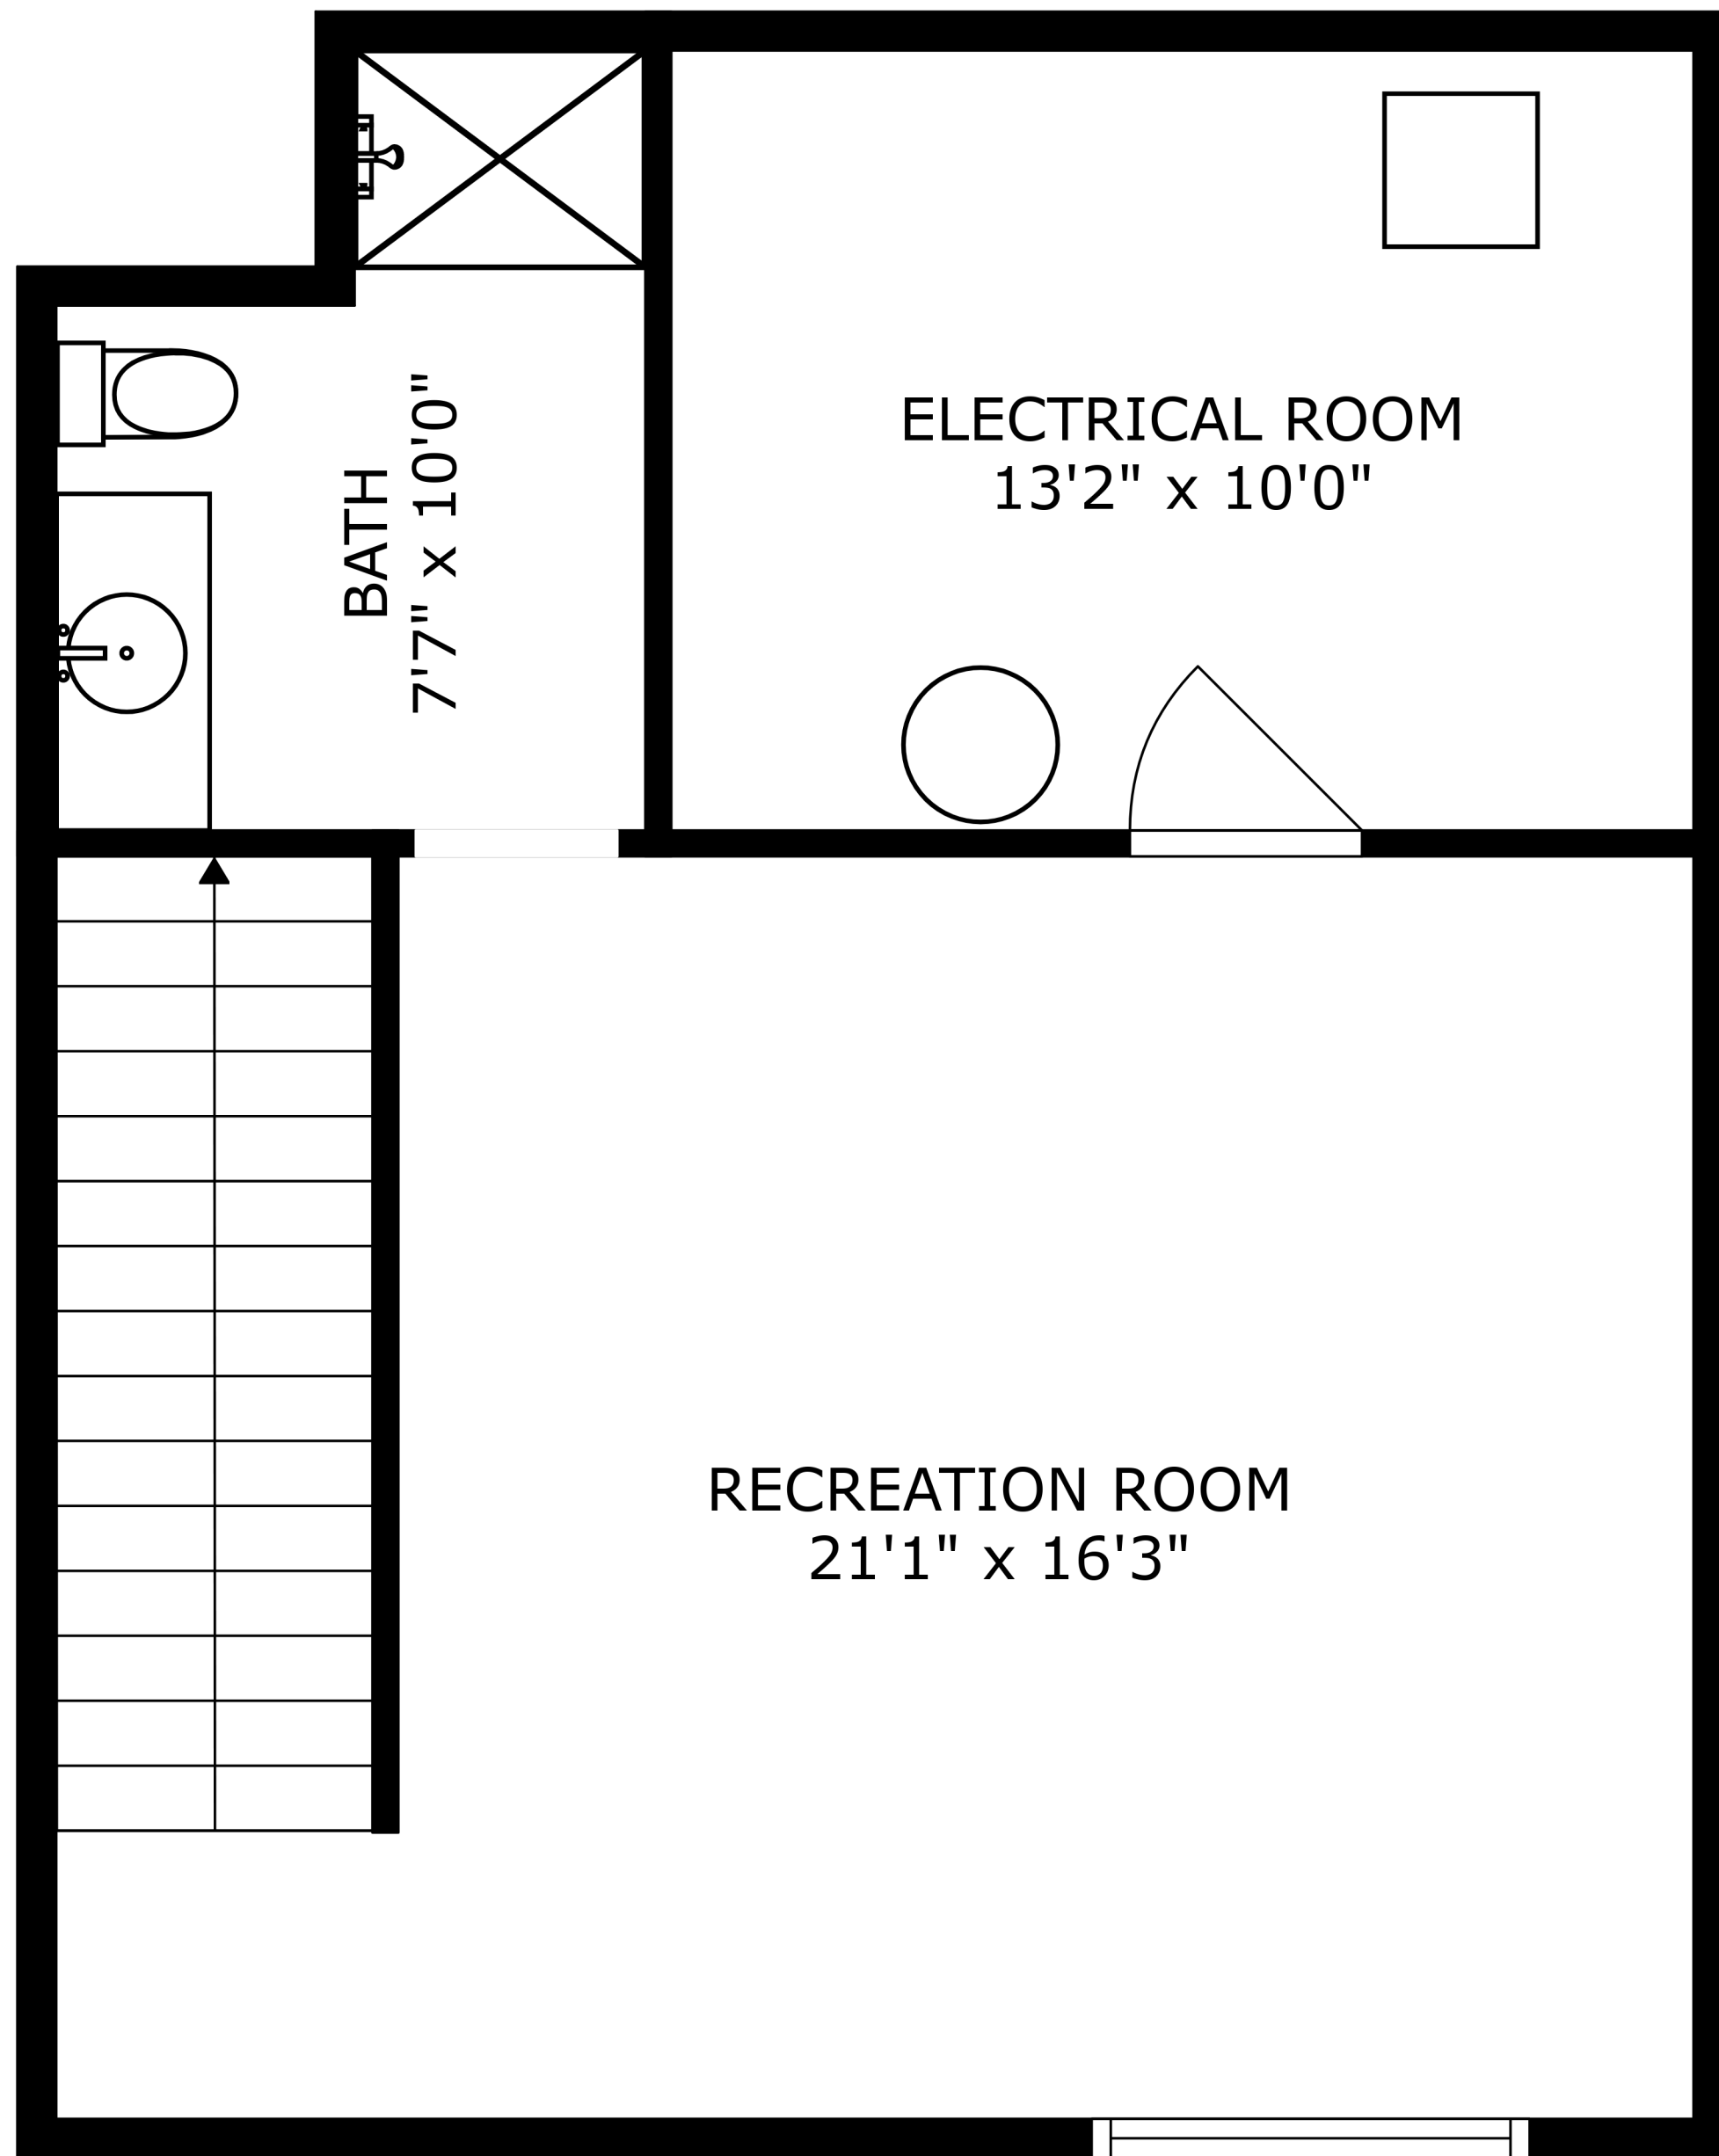 ELECTRICAL ROOM
13'2" x 10'0"
BATH
7'7" x 10'0"
RECREATION ROOM
21'1" x 16'3"